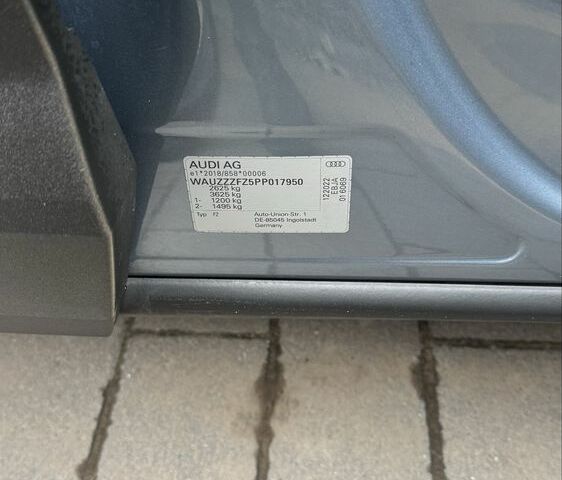 AUDI AG
e1*2018/858*00006
WAUZZZFZ5PP017950
2625 kg
3625 kg
1- 1200 kg
2- 1495 kg
Typ F2
Auto-Union-Str. 1
DE-85045 Ingolstadt
Germany
122022
EBJA
016069